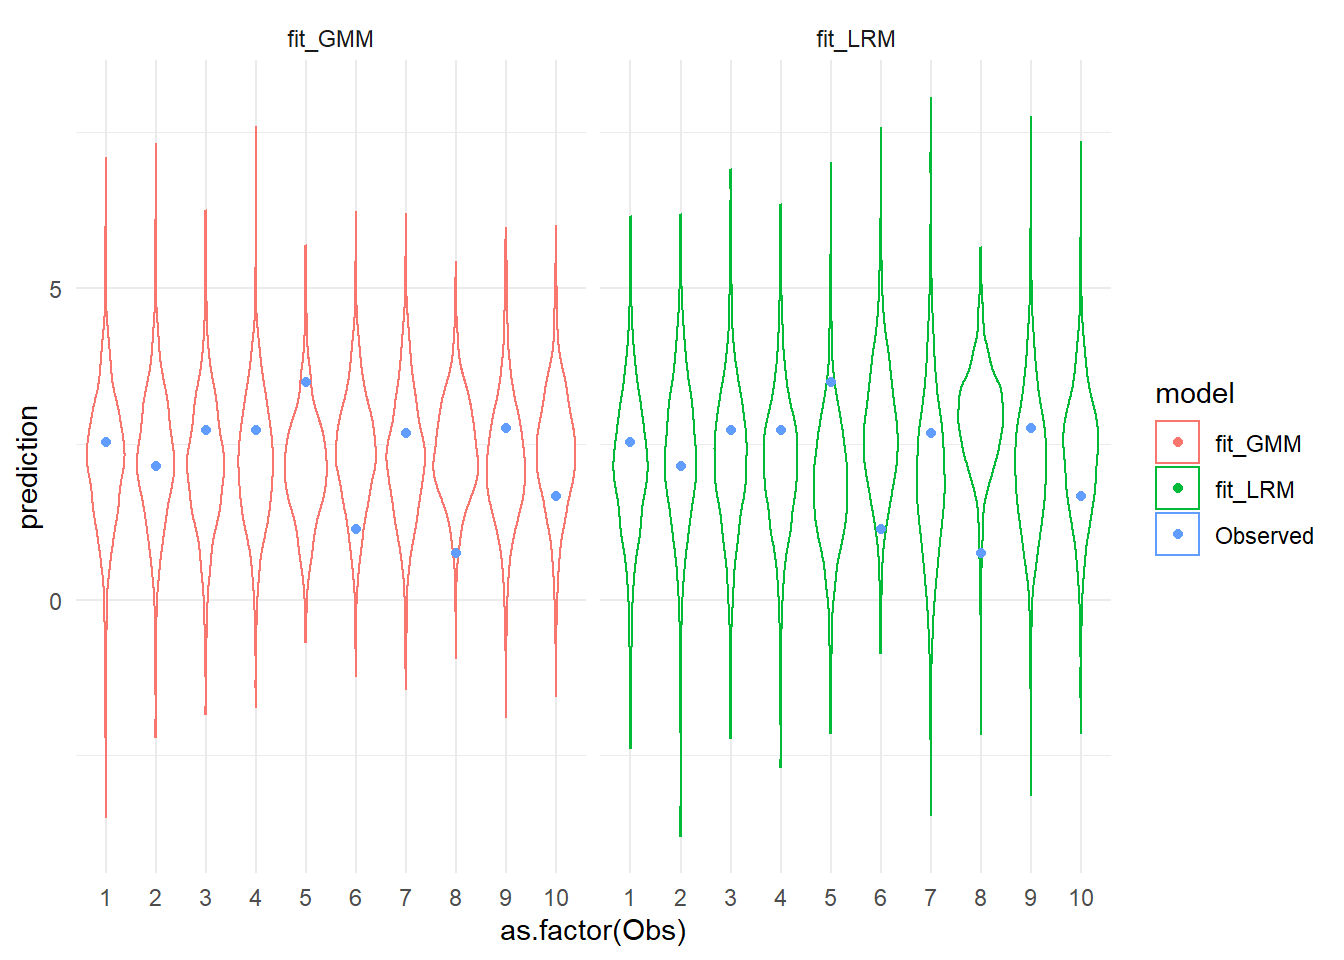 fit_GMM fit_LRM
5
0
prediction
1 2 3 4 5 6 7 8 9 10 1 2 3 4 5 6 7 8 9 10
as.factor(Obs)
model
fit_GMM
fit_LRM
Observed